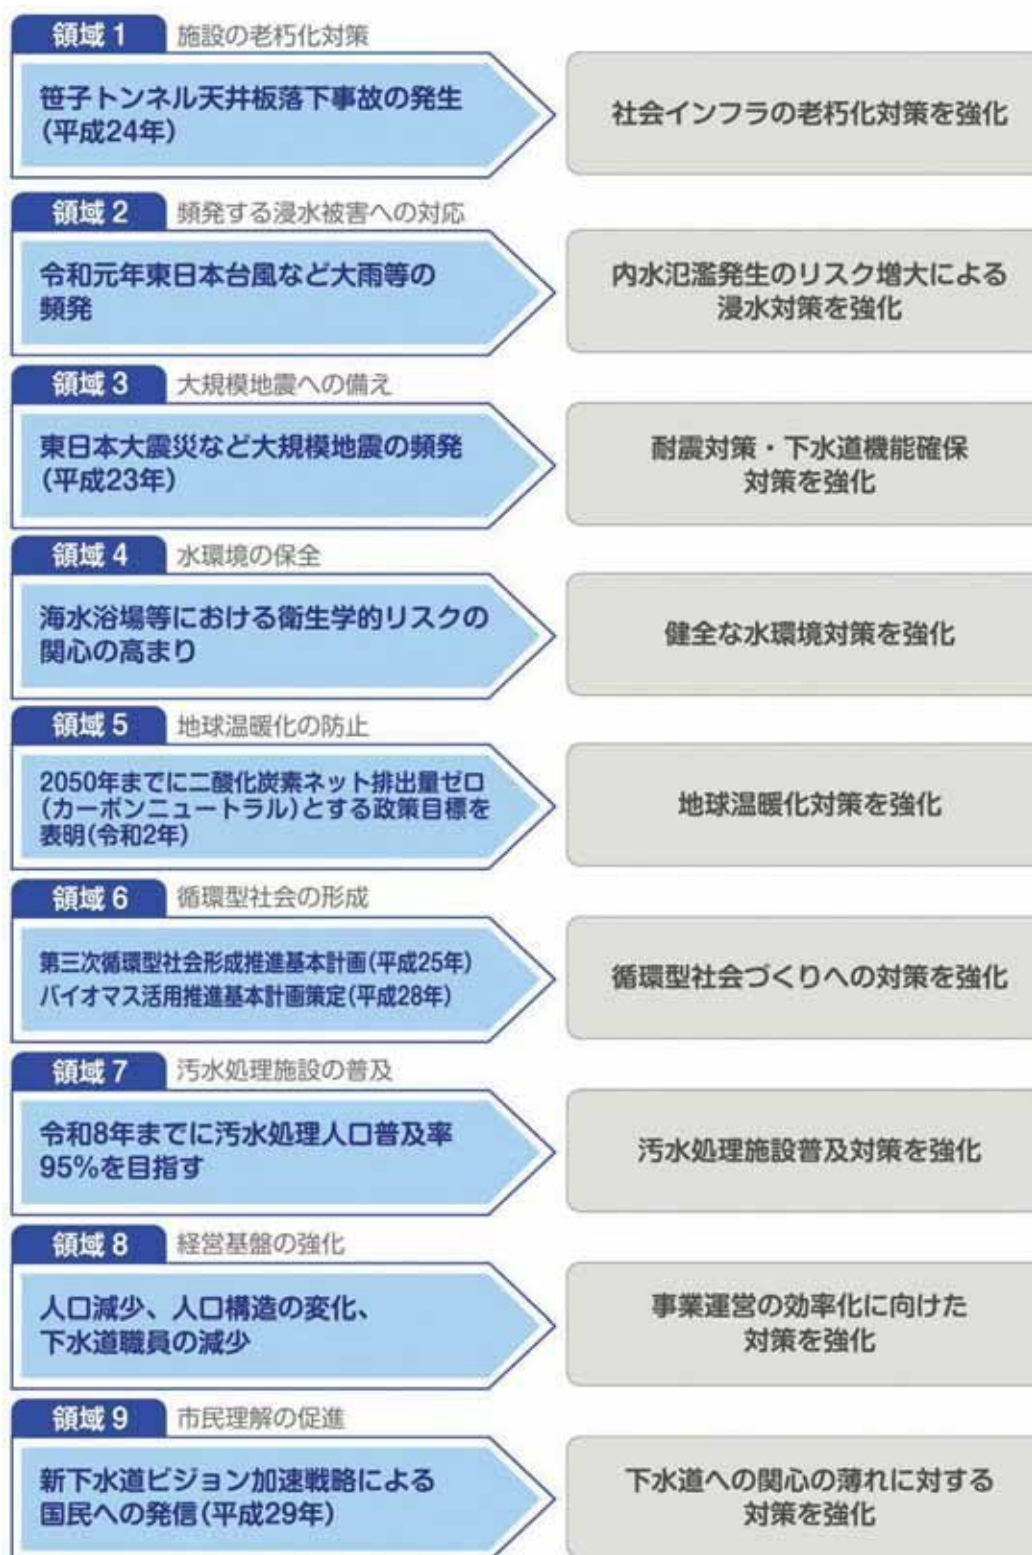 領域 1 施設の老朽化対策
笹子トンネル天井板落下事故の発生
(平成24年)
社会インフラの老朽化対策を強化
領域 2 頻発する浸水被害への対応
令和元年東日本台風など大雨等の
頻発
内水氾濫発生のリスク増大による
浸水対策を強化
領域 3 大規模地震への備え
東日本大震災など大規模地震の頻発
(平成23年)
耐震対策・下水道機能確保
対策を強化
領域 4 水環境の保全
海水浴場等における衛生学的リスクの
関心の高まり
健全な水環境対策を強化
領域 5 地球温暖化の防止
2050年までに二酸化炭素ネット排出量ゼロ
(カーボンニュートラル)とする政策目標を
表明(令和2年)
地球温暖化対策を強化
領域 6 循環型社会の形成
第三次循環型社会形成推進基本計画(平成25年)
バイオマス活用推進基本計画策定(平成28年)
循環型社会づくりへの対策を強化
領域 7 汚水処理施設の普及
令和8年までに汚水処理人口普及率
95%を目指す
汚水処理施設普及対策を強化
領域 8 経営基盤の強化
人口減少、人口構造の変化、
下水道職員の減少
事業運営の効率化に向けた
対策を強化
領域 9 市民理解の促進
新下水道ビジョン加速戦略による
国民への発信(平成29年)
下水道への関心の薄れに対する
対策を強化